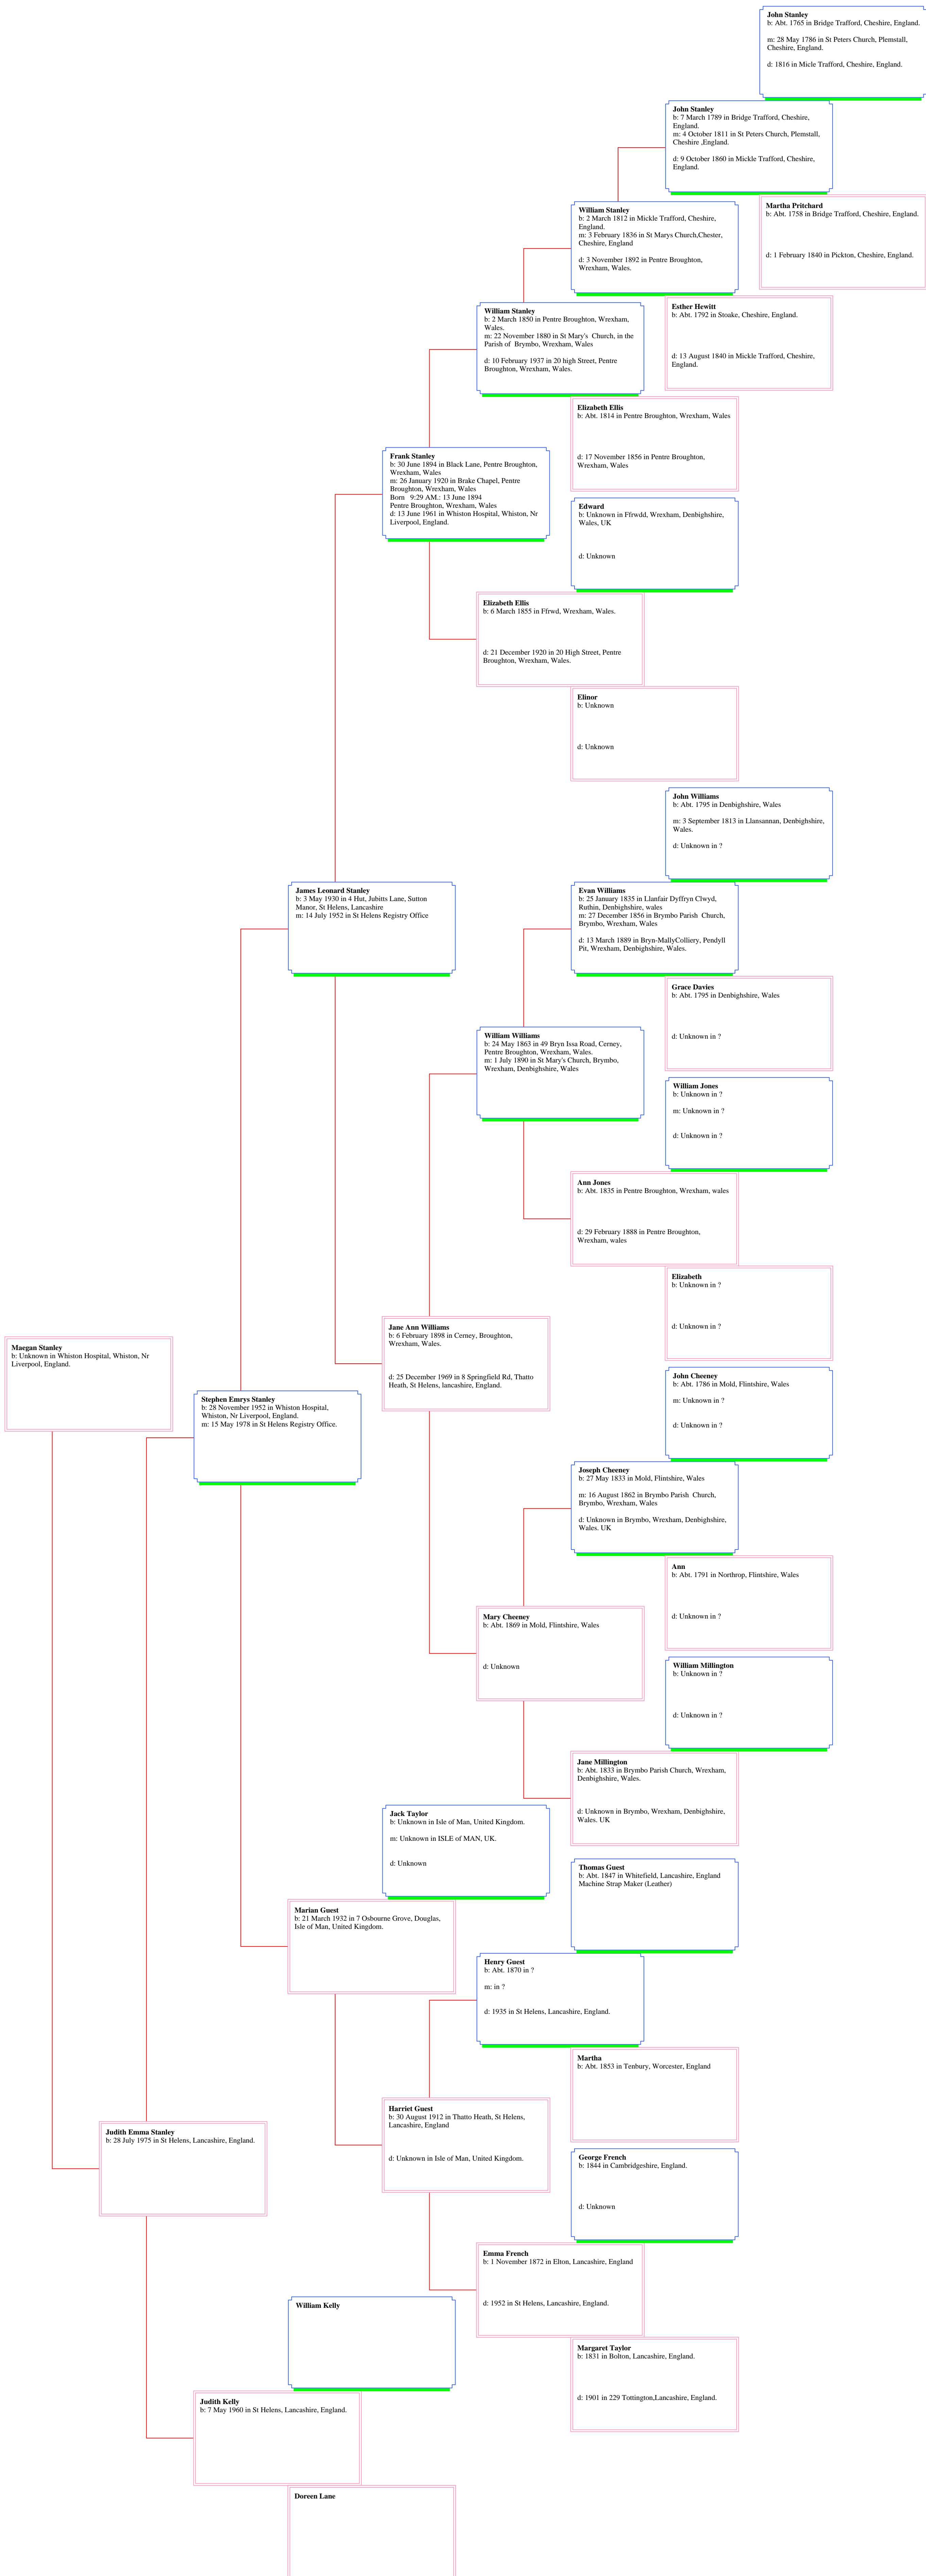 John Stanley
b: Abt. 1765 in Bridge Trafford, Cheshire, England.
m: 28 May 1786 in St Peters Church, Plemstall,
Cheshire, England.
d: 1816 in Micle Trafford, Cheshire, England.
John Stanley
b: 7 March 1789 in Bridge Trafford, Cheshire,
England.
m: 4 October 1811 in St Peters Church, Plemstall,
Cheshire ,England.
d: 9 October 1860 in Mickle Trafford, Cheshire,
England.
Martha Pritchard
b: Abt. 1758 in Bridge Trafford, Cheshire, England.
d: 1 February 1840 in Pickton, Cheshire, England.
William Stanley
b: 2 March 1812 in Mickle Trafford, Cheshire,
England.
m: 3 February 1836 in St Marys Church,Chester,
Cheshire, England
d: 3 November 1892 in Pentre Broughton,
Wrexham, Wales.
Esther Hewitt
b: Abt. 1792 in Stoake, Cheshire, England.
d: 13 August 1840 in Mickle Trafford, Cheshire,
England.
William Stanley
b: 2 March 1850 in Pentre Broughton, Wrexham,
Wales.
m: 22 November 1880 in St Mary's  Church, in the
Parish of  Brymbo, Wrexham, Wales
d: 10 February 1937 in 20 high Street, Pentre
Broughton, Wrexham, Wales.
Elizabeth Ellis
b: Abt. 1814 in Pentre Broughton, Wrexham, Wales
d: 17 November 1856 in Pentre Broughton,
Wrexham, Wales
Frank Stanley
b: 30 June 1894 in Black Lane, Pentre Broughton,
Wrexham, Wales
m: 26 January 1920 in Brake Chapel, Pentre
Broughton, Wrexham, Wales
Born   9:29 AM.: 13 June 1894
Pentre Broughton, Wrexham, Wales
d: 13 June 1961 in Whiston Hospital, Whiston, Nr
Liverpool, England.
Edward
b: Unknown in Ffrwdd, Wrexham, Denbighshire,
Wales, UK
d: Unknown
Elizabeth Ellis
b: 6 March 1855 in Ffrwd, Wrexham, Wales.
d: 21 December 1920 in 20 High Street, Pentre
Broughton, Wrexham, Wales.
Elinor
b: Unknown
d: Unknown
John Williams
b: Abt. 1795 in Denbighshire, Wales
m: 3 September 1813 in Llansannan, Denbighshire,
Wales.
d: Unknown in ?
James Leonard Stanley
b: 3 May 1930 in 4 Hut, Jubitts Lane, Sutton
Manor, St Helens, Lancashire
m: 14 July 1952 in St Helens Registry Office
Evan Williams
b: 25 January 1835 in Llanfair Dyffryn Clwyd,
Ruthin, Denbighshire, wales
m: 27 December 1856 in Brymbo Parish  Church,
Brymbo, Wrexham, Wales
d: 13 March 1889 in Bryn-MallyColliery, Pendyll
Pit, Wrexham, Denbighshire, Wales.
Grace Davies
b: Abt. 1795 in Denbighshire, Wales
d: Unknown in ?
William Williams
b: 24 May 1863 in 49 Bryn Issa Road, Cerney,
Pentre Broughton, Wrexham, Wales.
m: 1 July 1890 in St Mary's Church, Brymbo,
Wrexham, Denbighshire, Wales
William Jones
b: Unknown in ?
m: Unknown in ?
d: Unknown in ?
Ann Jones
b: Abt. 1835 in Pentre Broughton, Wrexham, wales
d: 29 February 1888 in Pentre Broughton,
Wrexham, wales
Elizabeth
b: Unknown in ?
d: Unknown in ?
Jane Ann Williams
b: 6 February 1898 in Cerney, Broughton,
Wrexham, Wales.
d: 25 December 1969 in 8 Springfield Rd, Thatto
Heath, St Helens, lancashire, England.
Maegan Stanley
b: Unknown in Whiston Hospital, Whiston, Nr
Liverpool, England.
John Cheeney
b: Abt. 1786 in Mold, Flintshire, Wales
m: Unknown in ?
d: Unknown in ?
Stephen Emrys Stanley
b: 28 November 1952 in Whiston Hospital,
Whiston, Nr Liverpool, England.
m: 15 May 1978 in St Helens Registry Office.
Joseph Cheeney
b: 27 May 1833 in Mold, Flintshire, Wales
m: 16 August 1862 in Brymbo Parish  Church,
Brymbo, Wrexham, Wales
d: Unknown in Brymbo, Wrexham, Denbighshire,
Wales. UK
Ann
b: Abt. 1791 in Northrop, Flintshire, Wales
d: Unknown in ?
Mary Cheeney
b: Abt. 1869 in Mold, Flintshire, Wales
d: Unknown
William Millington
b: Unknown in ?
d: Unknown in ?
Jane Millington
b: Abt. 1833 in Brymbo Parish Church, Wrexham,
Denbighshire, Wales.
d: Unknown in Brymbo, Wrexham, Denbighshire,
Wales. UK
Jack Taylor
b: Unknown in Isle of Man, United Kingdom.
m: Unknown in ISLE of MAN, UK.
d: Unknown
Thomas Guest
b: Abt. 1847 in Whitefield, Lancashire, England
Machine Strap Maker (Leather)
Marian Guest
b: 21 March 1932 in 7 Osbourne Grove, Douglas,
Isle of Man, United Kingdom.
Henry Guest
b: Abt. 1870 in ?
m: in ?
d: 1935 in St Helens, Lancashire, England.
Martha
b: Abt. 1853 in Tenbury, Worcester, England
Harriet Guest
b: 30 August 1912 in Thatto Heath, St Helens,
Lancashire, England
d: Unknown in Isle of Man, United Kingdom.
Judith Emma Stanley
b: 28 July 1975 in St Helens, Lancashire, England.
George French
b: 1844 in Cambridgeshire, England.
d: Unknown
Emma French
b: 1 November 1872 in Elton, Lancashire, England
d: 1952 in St Helens, Lancashire, England.
William Kelly
Margaret Taylor
b: 1831 in Bolton, Lancashire, England.
d: 1901 in 229 Tottington,Lancashire, England.
Judith Kelly
b: 7 May 1960 in St Helens, Lancashire, England.
Doreen Lane